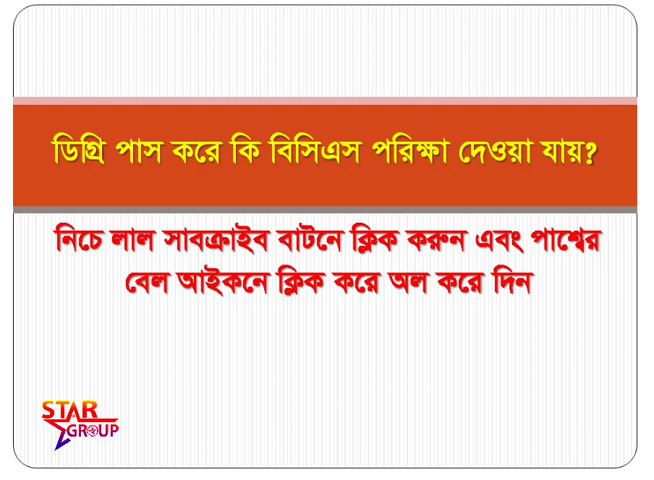 ডিগ্রি পাস করে কি বিসিএস পরিক্ষা দেওয়া যায়?
নিচে লাল সাবক্রাইব বাটনে ক্লিক করুন এবং পাশ্বের
বেল আইকনে ক্লিক করে অল করে দিন
STAR
GROUP